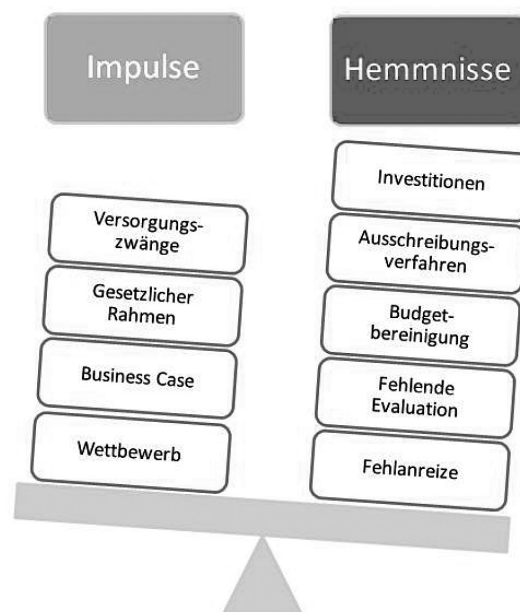 Impulse
Versorgungs-
zwänge
Gesetzlicher
Rahmen
Business Case
Wettbewerb
Hemmnisse
Investitionen
Ausschreibungs-
verfahren
Budget-
bereinigung
Fehlende
Evaluation
Fehlanreize